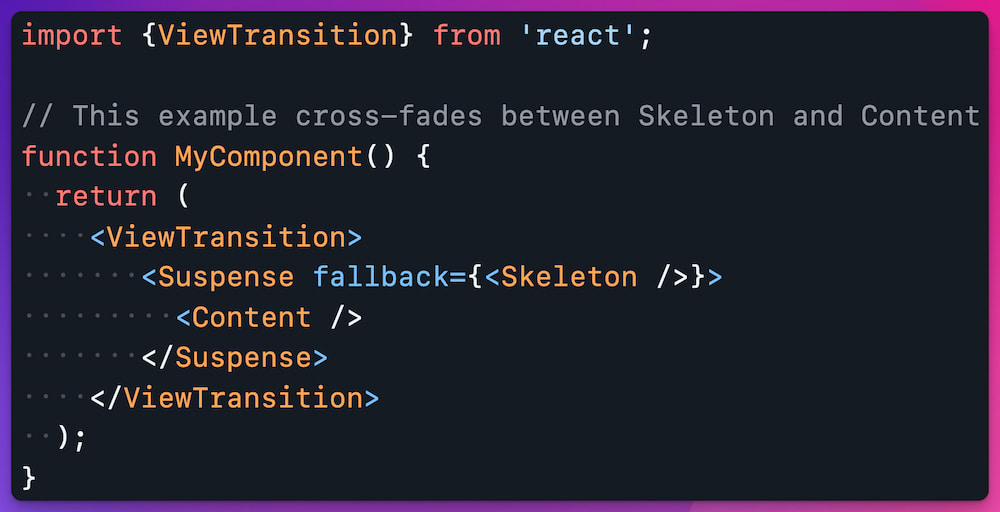 import {ViewTransition} from 'react';

// This example cross-fades between Skeleton and Content
function MyComponent() {
··return (
····<ViewTransition>
·······<Suspense fallback={<Skeleton />}>
·········<Content />
·······</Suspense>
····</ViewTransition>
··);
}